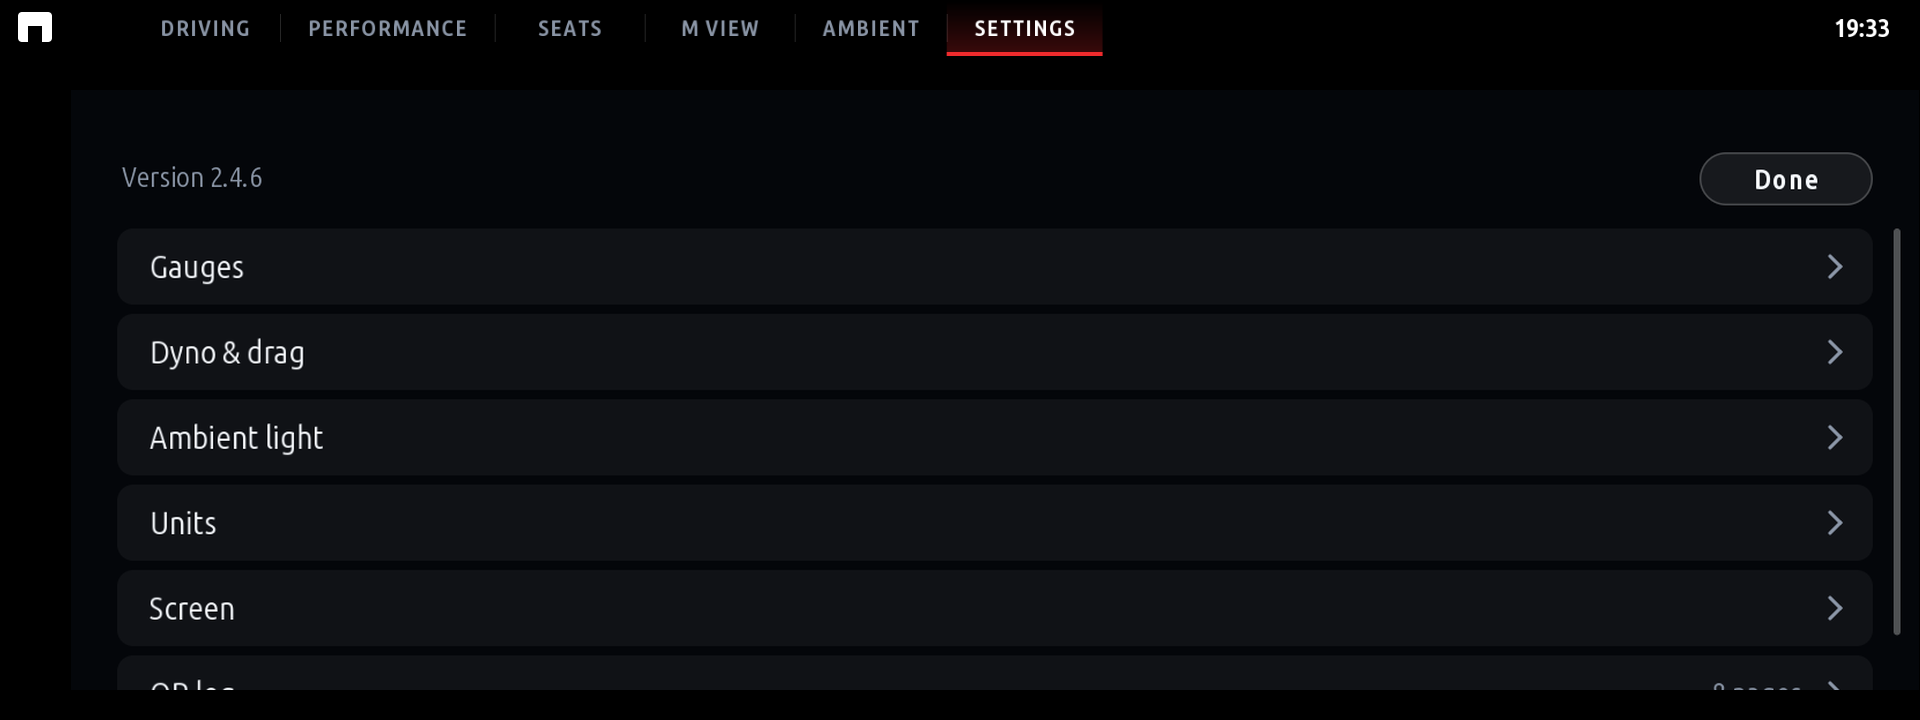 DRIVING
PERFORMANCE
SEATS
M VIEW
AMBIENT
SETTINGS
19:33
Version 2.4.6
Done
Gauges
Dyno & drag
Ambient light
Units
Screen